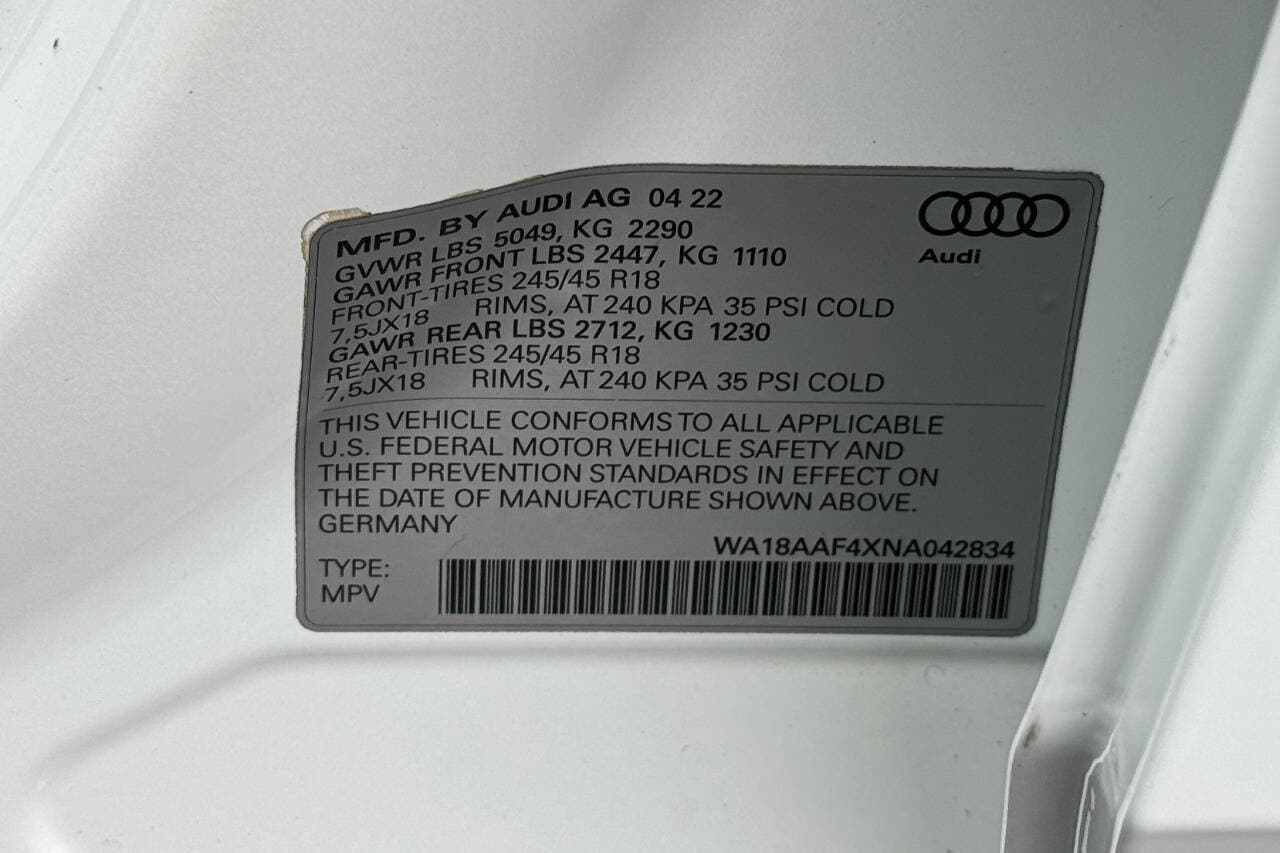 MFD. BY AUDI AG 04 22
GVWR LBS 5049, KG 2290
GAWR FRONT LBS 2447, KG 1110
FRONT-TIRES 245/45 R18
7,5JX18 RIMS, AT 240 KPA 35 PSI COLD
GAWR REAR LBS 2712, KG 1230
REAR-TIRES 245/45 R18
7,5JX18 RIMS, AT 240 KPA 35 PSI COLD
Audi
THIS VEHICLE CONFORMS TO ALL APPLICABLE
U.S. FEDERAL MOTOR VEHICLE SAFETY AND
THEFT PREVENTION STANDARDS IN EFFECT ON
THE DATE OF MANUFACTURE SHOWN ABOVE.
GERMANY
WA18AAF4XNA042834
TYPE:
MPV